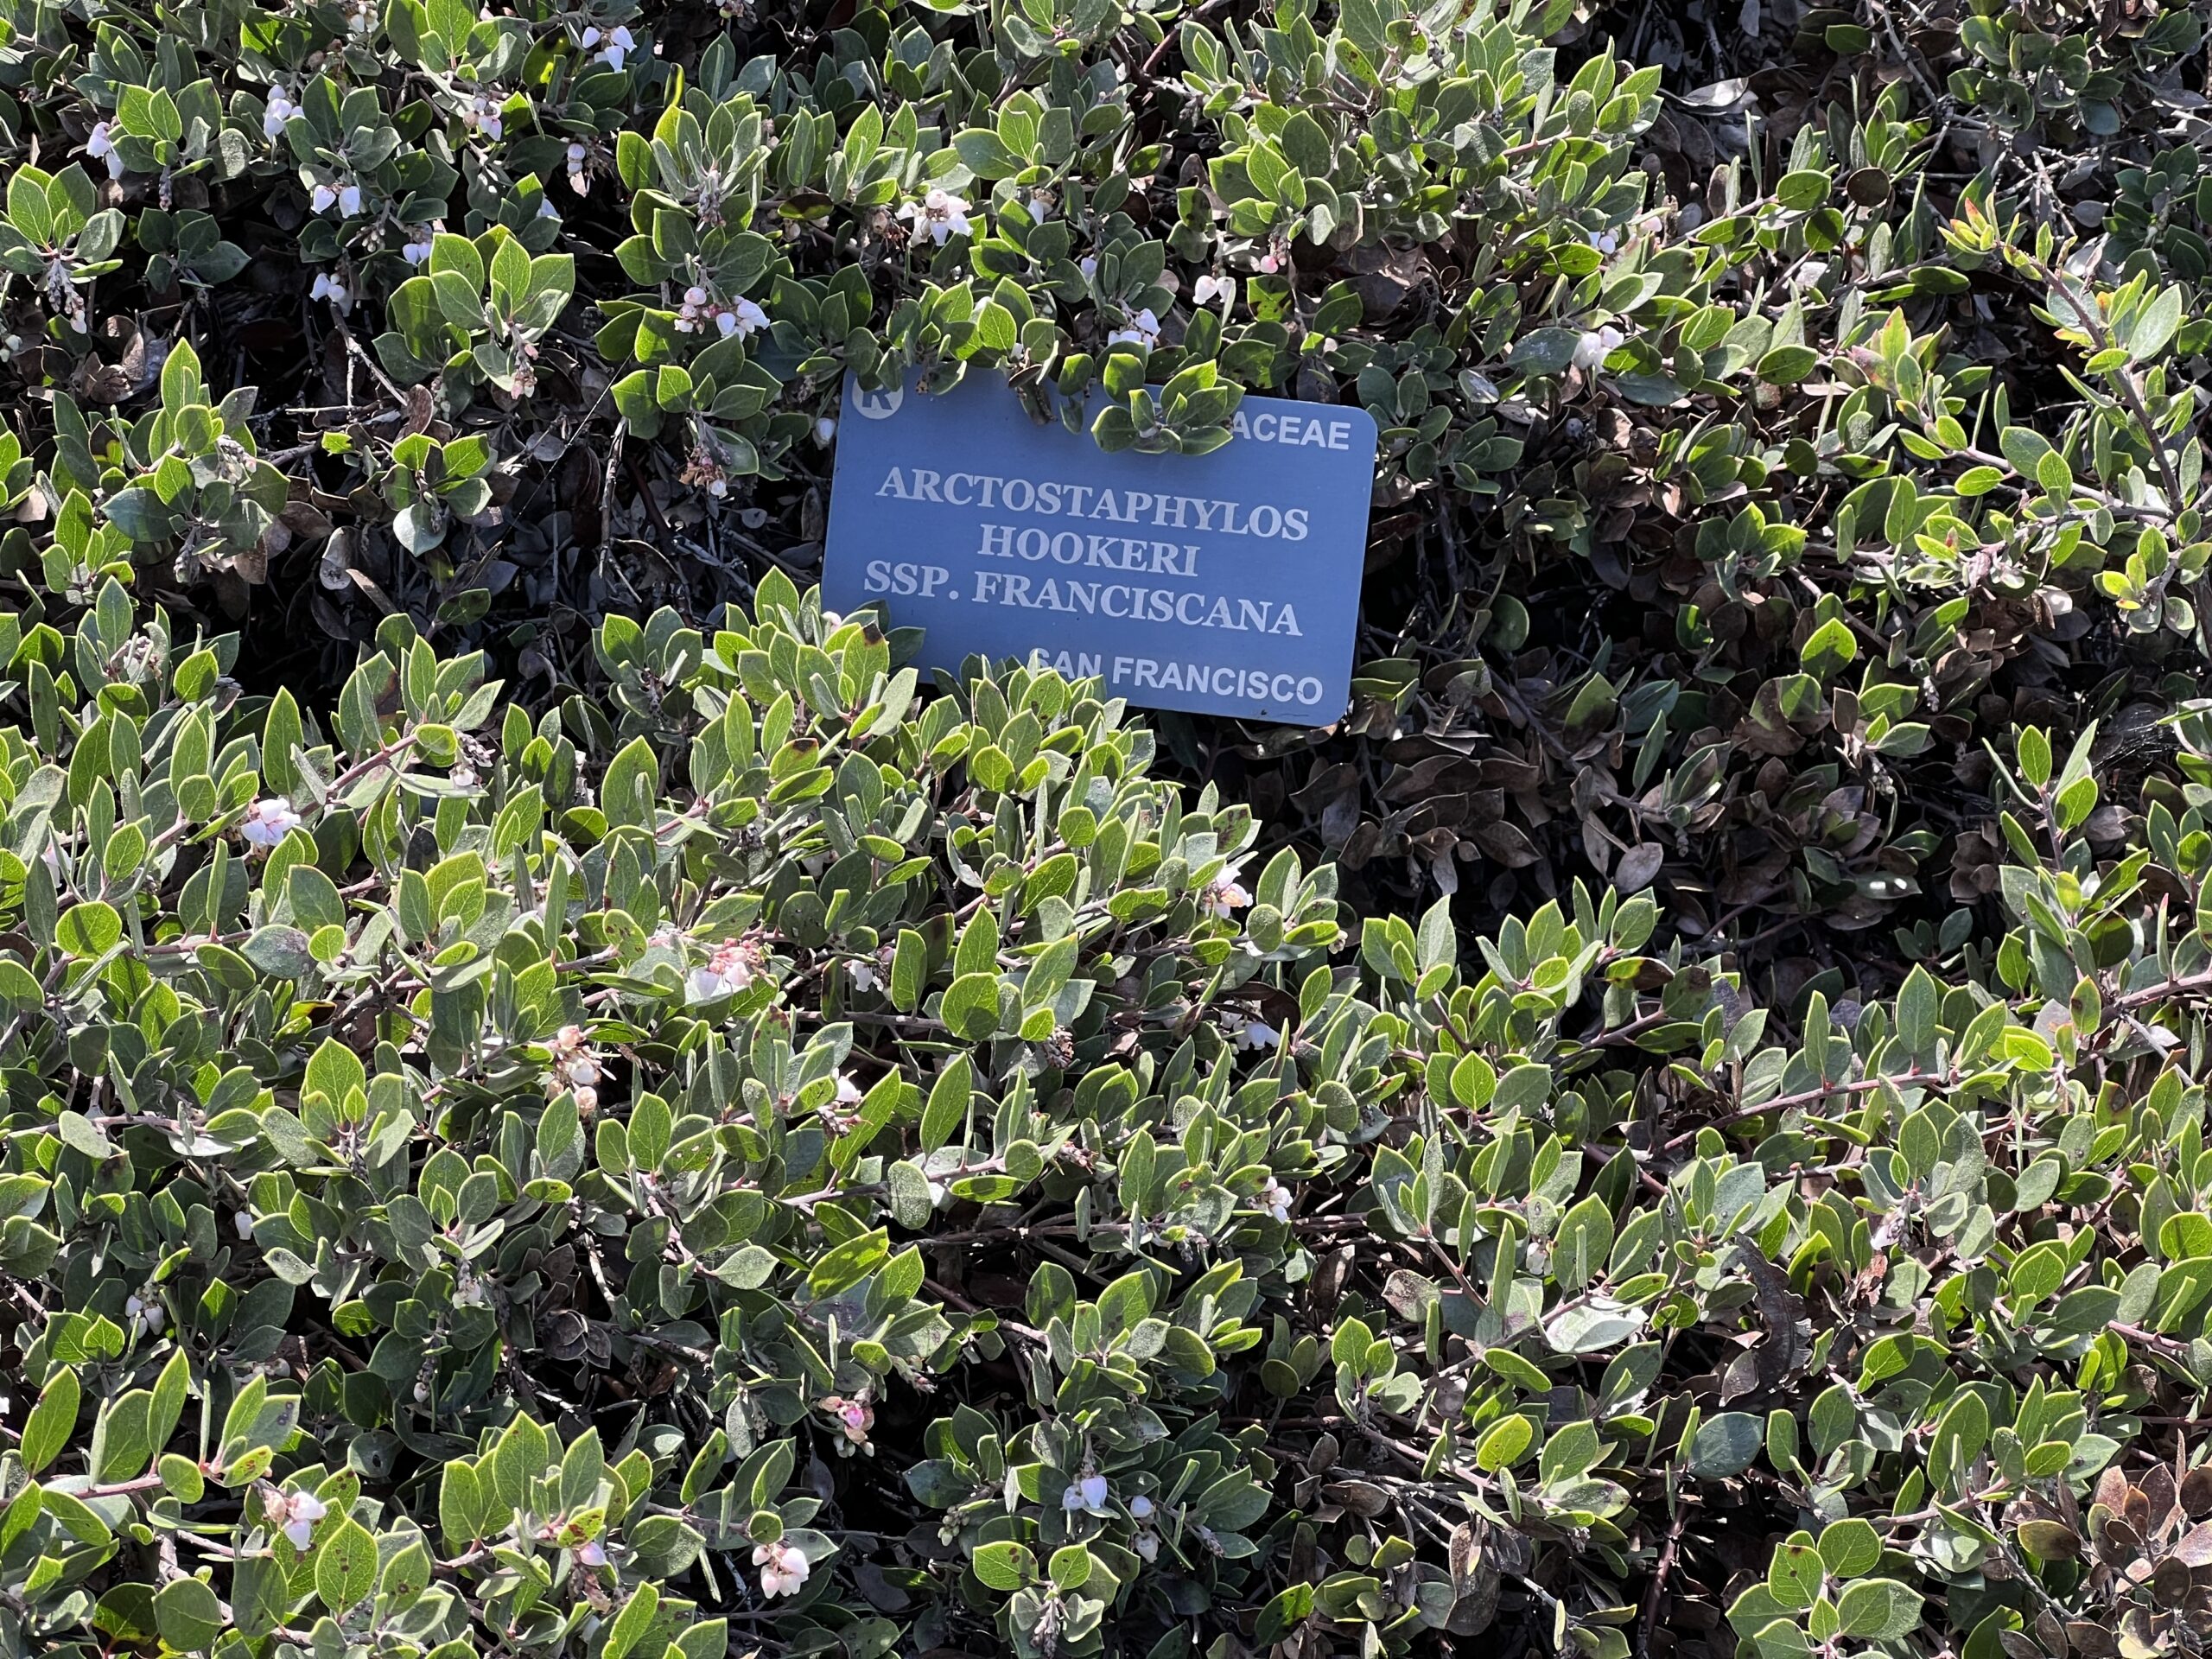 R
ACEAE
ARCTOSTAPHYLOS
HOOKERI
SSP. FRANCISCANA
SAN FRANCISCO